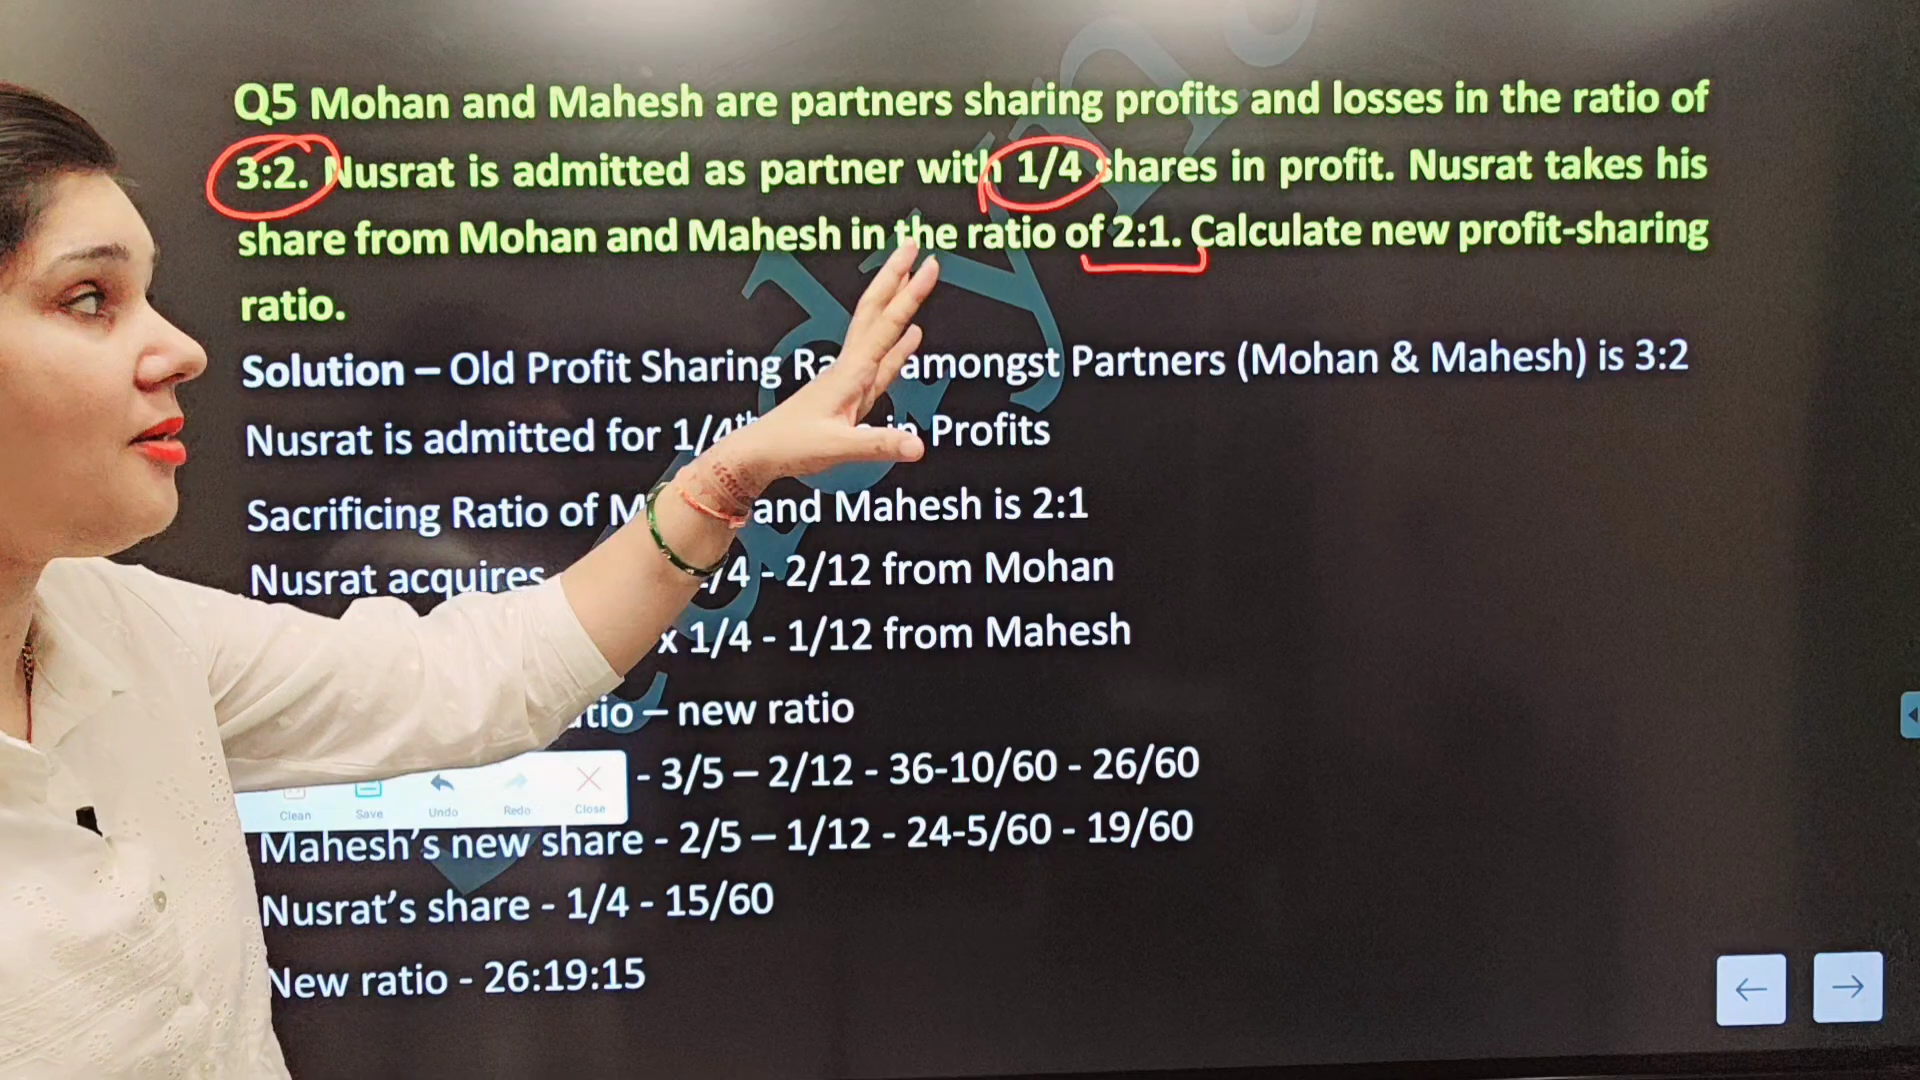 Q5 Mohan and Mahesh are partners sharing profits and losses in the ratio of
3:2. Nusrat is admitted as partner with 1/4 shares in profit. Nusrat takes his
share from Mohan and Mahesh in the ratio of 2:1. Calculate new profit-sharing
ratio.
Solution – Old Profit Sharing amongst Partners (Mohan & Mahesh) is 3:2
Nusrat is admitted for 1/4th in Profits
Sacrificing Ratio of and Mahesh is 2:1
Nusrat acquires /4 - 2/12 from Mohan
x 1/4 - 1/12 from Mahesh
– new ratio
- 3/5 – 2/12 - 36-10/60 - 26/60
Clean Save Undo Redo Close
Mahesh's new share - 2/5 – 1/12 - 24-5/60 - 19/60
Nusrat's share - 1/4 - 15/60
New ratio - 26:19:15